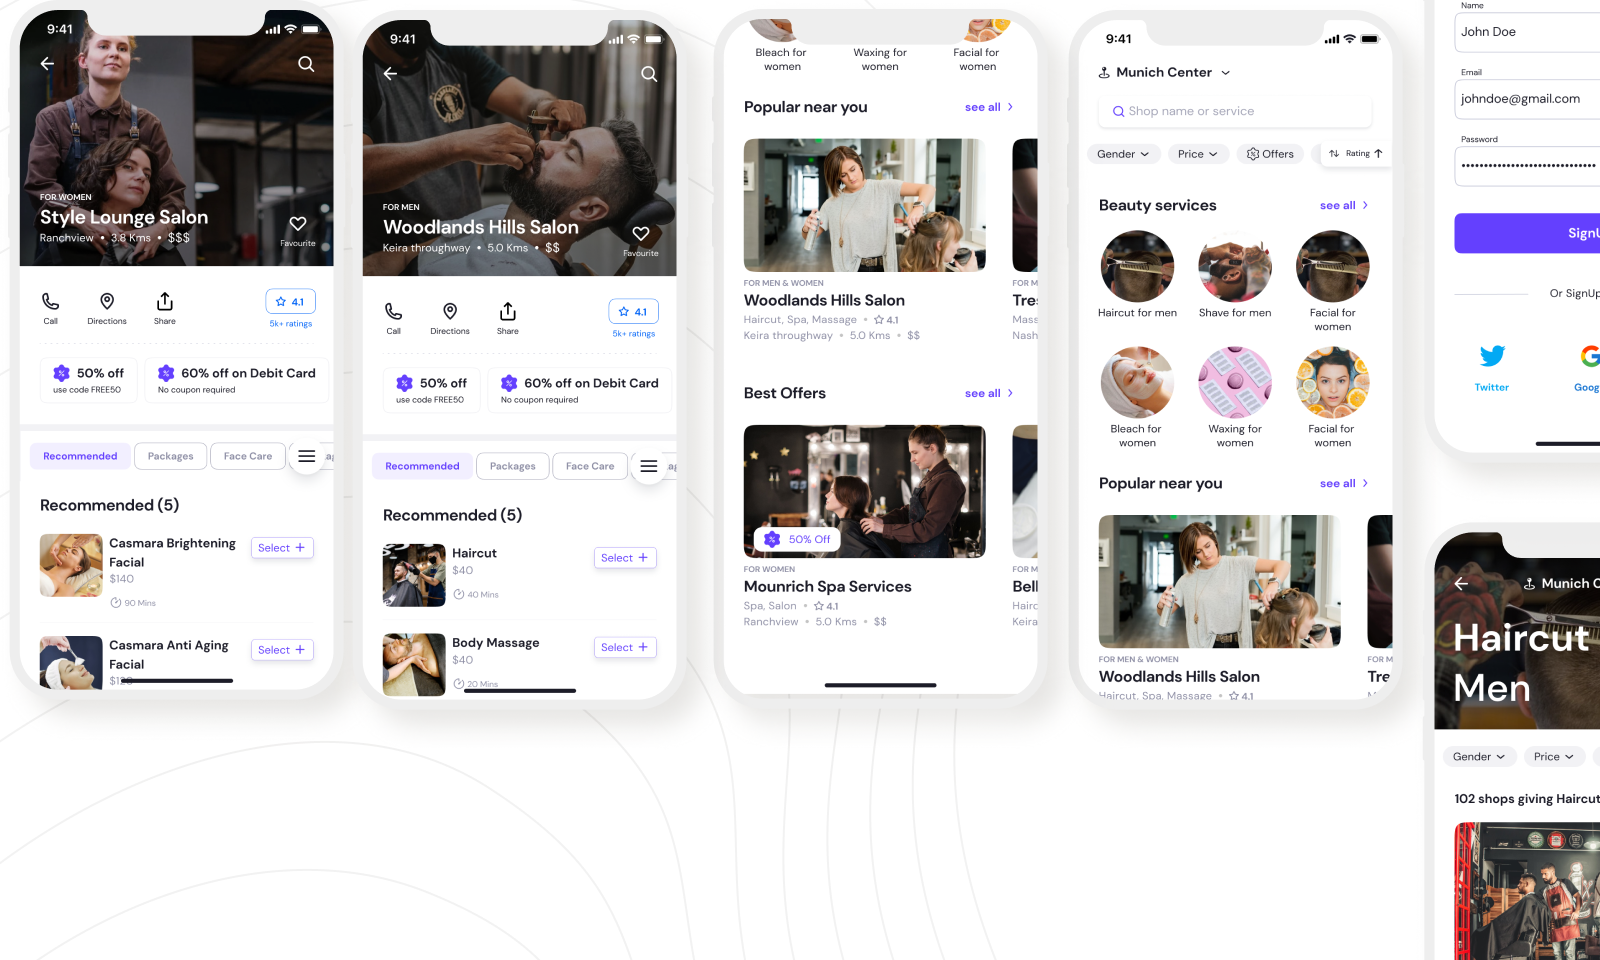 9:41
FOR WOMEN
Style Lounge Salon
Ranchview • 3.8 Kms • $$$
Favourite
Call
Directions
Share
4.1
5k+ ratings
50% off
use code FREE50
60% off on Debit Card
No coupon required
Recommended
Packages
Face Care
Recommended (5)
Casmara Brightening
Facial
$140
90 Mins
Select +
Casmara Anti Aging
Facial
Select +
9:41
FOR MEN
Woodlands Hills Salon
Keira throughway • 5.0 Kms • $$
Favourite
Call
Directions
Share
4.1
5k+ ratings
50% off
use code FREE50
60% off on Debit Card
No coupon required
Recommended
Packages
Face Care
Recommended (5)
Haircut
$40
40 Mins
Select +
Body Massage
$40
20 Mins
Select +
Bleach for
women
Waxing for
women
Facial for
women
Popular near you
see all
FOR MEN & WOMEN
Woodlands Hills Salon
Haircut, Spa, Massage • 4.1
Keira throughway • 5.0 Kms • $$
FOR M
Tres
Mass
Nash
Best Offers
see all
50% Off
FOR WOMEN
Mounrich Spa Services
Spa, Salon • 4.1
Ranchview • 5.0 Kms • $$
FOR M
Bell
Hairc
Keira
9:41
Munich Center
Shop name or service
Gender
Price
Offers
Rating
Beauty services
see all
Haircut for men
Shave for men
Facial for
women
Bleach for
women
Waxing for
women
Facial for
women
Popular near you
see all
FOR MEN & WOMEN
Woodlands Hills Salon
Haircut, Spa, Massage • 4.1
FOR M
Tre
Name
John Doe
Email
johndoe@gmail.com
Password
SignU
Or SignUp
Twitter
Goog
Munich C
Haircut
Men
Gender
Price
102 shops giving Haircut